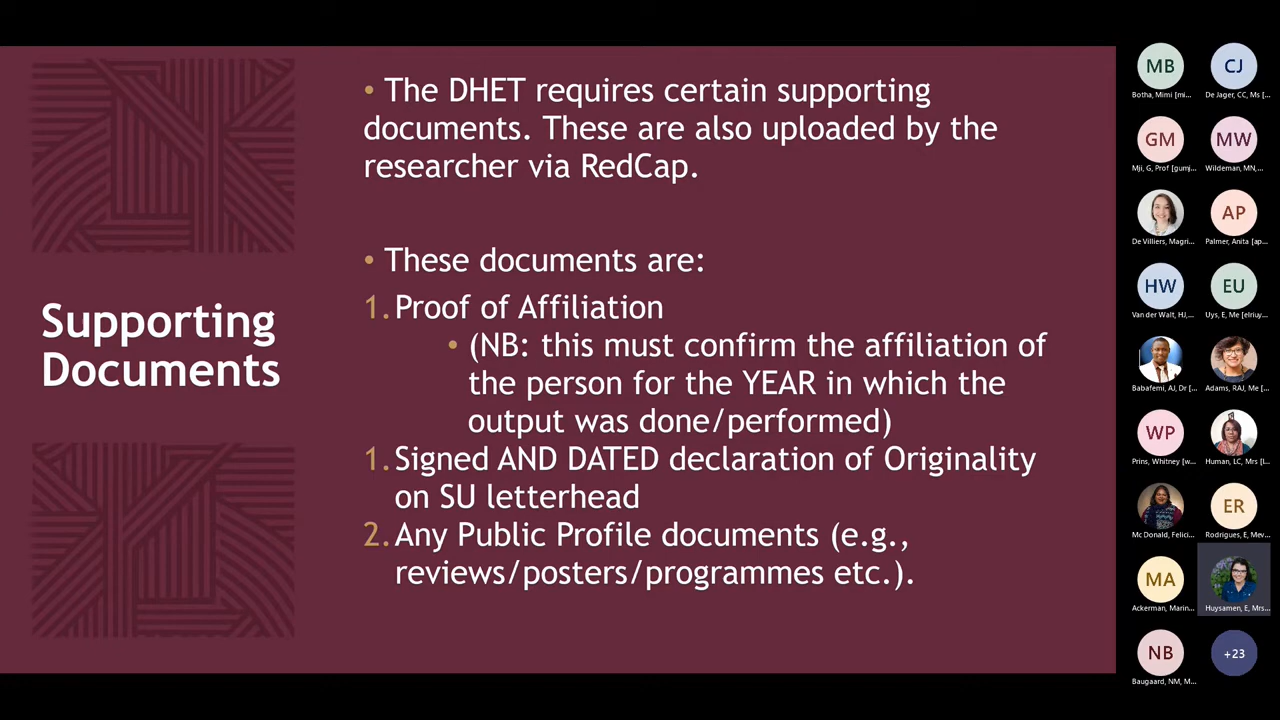 Supporting
Documents
• The DHET requires certain supporting
documents. These are also uploaded by the
researcher via RedCap.
• These documents are:
1. Proof of Affiliation
• (NB: this must confirm the affiliation of
the person for the YEAR in which the
output was done/performed)
1. Signed AND DATED declaration of Originality
on SU letterhead
2. Any Public Profile documents (e.g.,
reviews/posters/programmes etc.).
MB
Botha, Mimi [mi...
CJ
De Jager, CC, Ms [...
GM
Mji, G, Prof [gumj...
MW
Wildeman, MN,...
De Villiers, Magri...
AP
Palmer, Anita [ap...
HW
Van der Walt, HJ,...
EU
Uys, E, Me [elriuy...
Babafemi, AJ, Dr [...
Adams, RAJ, Me [...
WP
Prins, Whitney [w...
Human, LC, Mrs [l...
Mc Donald, Felici...
ER
Rodrigues, E, Mev...
MA
Ackerman, Marin...
Huysamen, E, Mrs...
NB
Baugaard, NM, M...
+23